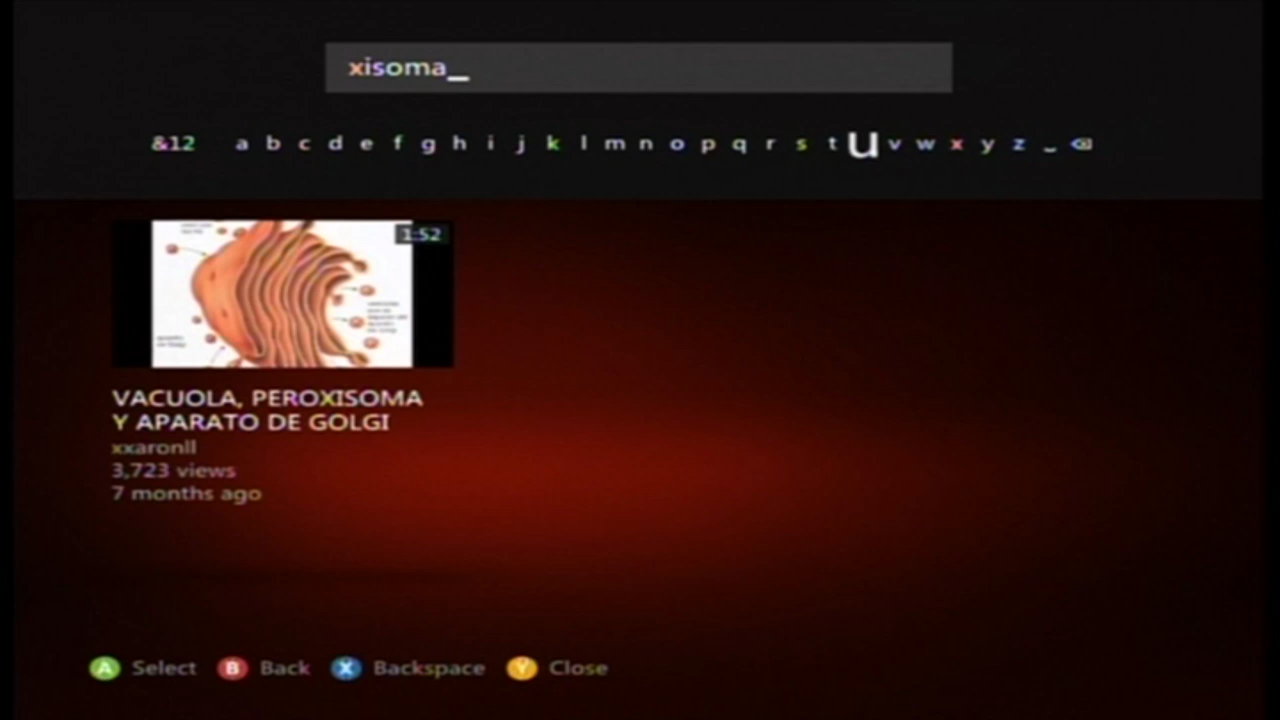 xisoma_
&12 a b c d e f g h i j k l m n o p q r s t u v w x y z
1:52
VACUOLA, PEROXISOMA
Y APARATO DE GOLGI
xxaronll
3,723 views
7 months ago
A Select B Back X Backspace Y Close